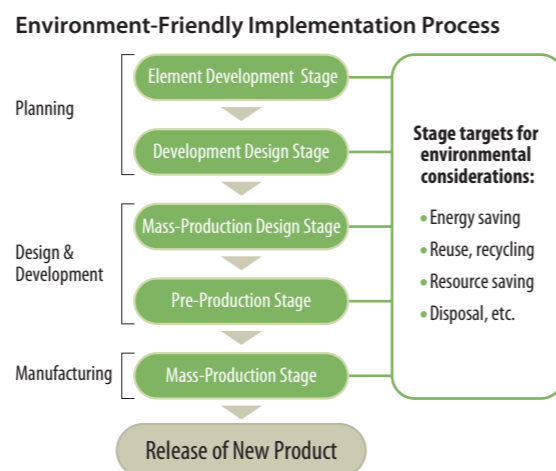 Environment-Friendly Implementation Process
Planning
Element Development Stage
Development Design Stage
Design &
Development
Mass-Production Design Stage
Pre-Production Stage
Manufacturing
Mass-Production Stage
Release of New Product
Stage targets for
environmental
considerations:
• Energy saving
• Reuse, recycling
• Resource saving
• Disposal, etc.